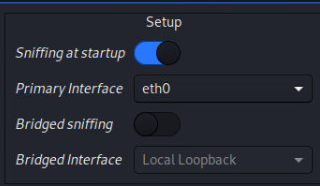 Setup
Sniffing at startup
Primary Interface eth0
Bridged sniffing
Bridged Interface Local Loopback